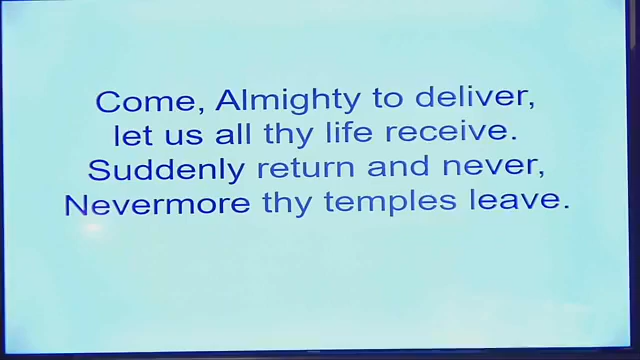 Come, Almighty to deliver,
let us all thy life receive.
Suddenly return and never,
Nevermore thy temples leave.